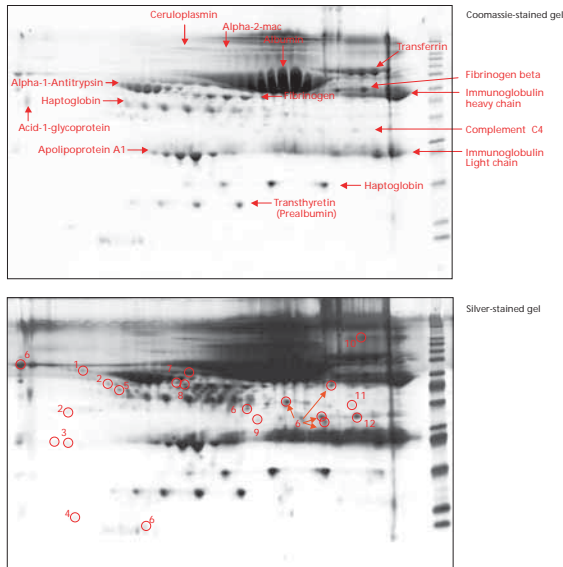 Ceruloplasmin
Coomassie-stained gel
Alpha-2-mac
Transferrin
Alpha-1-Antitrypsin
Fibrinogen beta
Haptoglobin
Fibrinogen
Immunoglobulin
heavy chain
Acid-1-glycoprotein
Complement C4
Apolipoprotein A1
Immunoglobulin
Light chain
Haptoglobin
Transthyretin
(Prealbumin)
Silver-stained gel
6
1
2
8
11
2
6
6
9
12
3
4
6